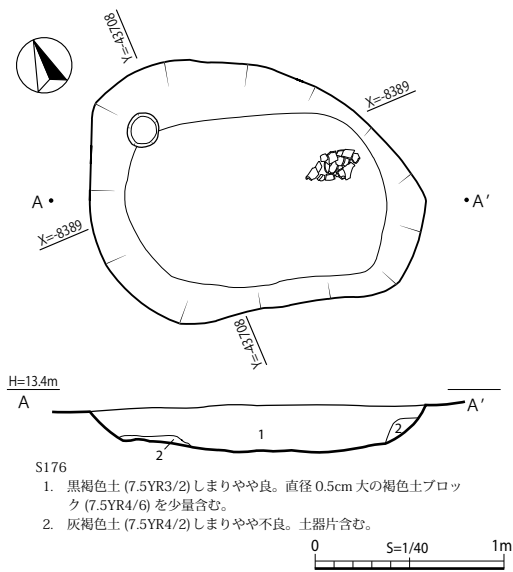 Y=-43708
X=-8389
A
A′
X=-8389
Y=-43708
H=13.4m
A
A′
1
2
2
S176
1. 黒褐色土 (7.5YR3/2) しまりやや良。直径 0.5cm 大の褐色土ブロッ
ク (7.5YR4/6) を少量含む。
2. 灰褐色土 (7.5YR4/2) しまりやや不良。土器片含む。
0 S=1/40 1m